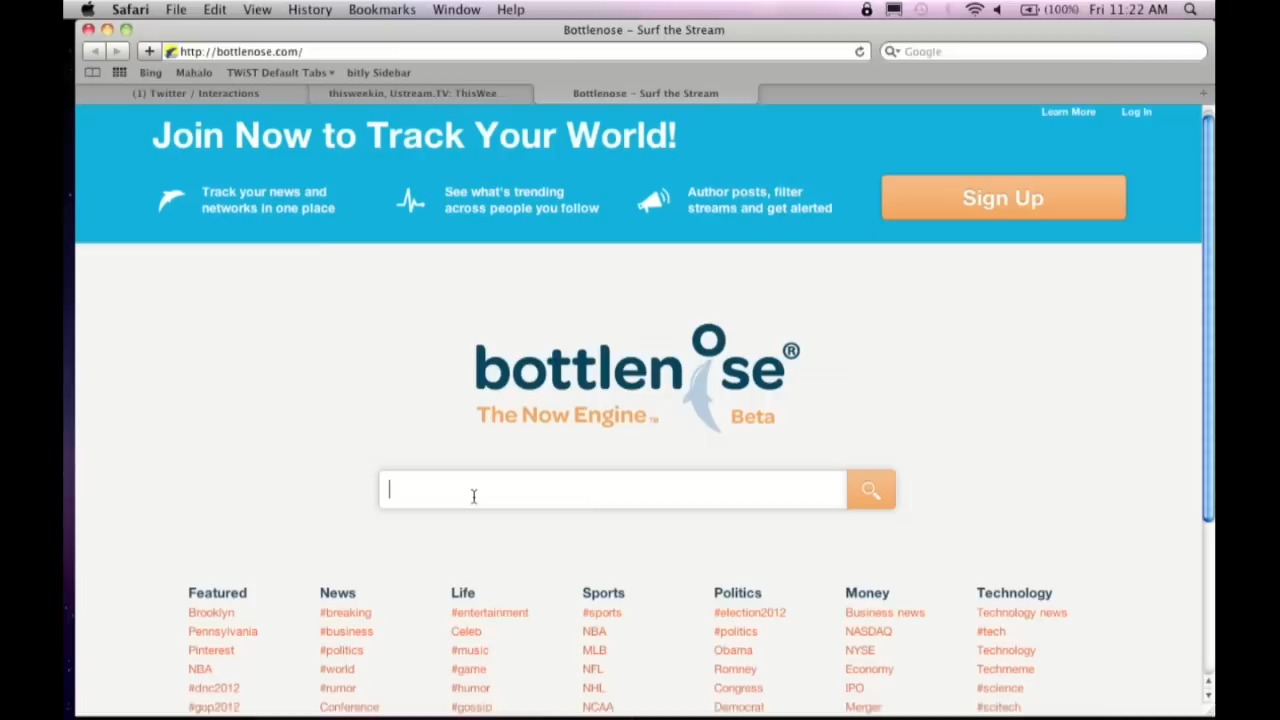 Safari File Edit View History Bookmarks Window Help (100%) Fri 11:22 AM
Bottlenose – Surf the Stream
http://bottlenose.com/ Google
Bing Mahalo TWiST Default Tabs bitly Sidebar
(1) Twitter / Interactions thisweekin, Ustream.TV: ThisWee... Bottlenose – Surf the Stream
Learn More Log In
Join Now to Track Your World!
Track your news and networks in one place
See what's trending across people you follow
Author posts, filter streams and get alerted
Sign Up
bottlenose®
The Now Engine™ Beta
Featured News Life Sports Politics Money Technology
Brooklyn #breaking #entertainment #sports #election2012 Business news Technology news
Pennsylvania #business Celeb NBA #politics NASDAQ #tech
Pinterest #politics #music MLB Obama NYSE Technology
NBA #world #game NFL Romney Economy Techmeme
#dnc2012 #rumor #humor NHL Congress IPO #science
#gop2012 Conference #gossip NCAA Democrat Merger #scitech